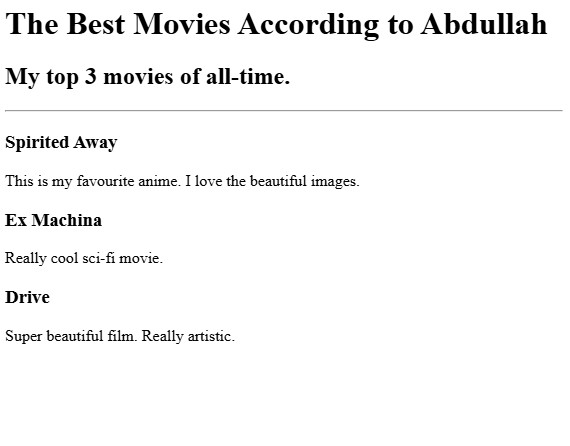 The Best Movies According to Abdullah
My top 3 movies of all-time.
Spirited Away
This is my favourite anime. I love the beautiful images.
Ex Machina
Really cool sci-fi movie.
Drive
Super beautiful film. Really artistic.